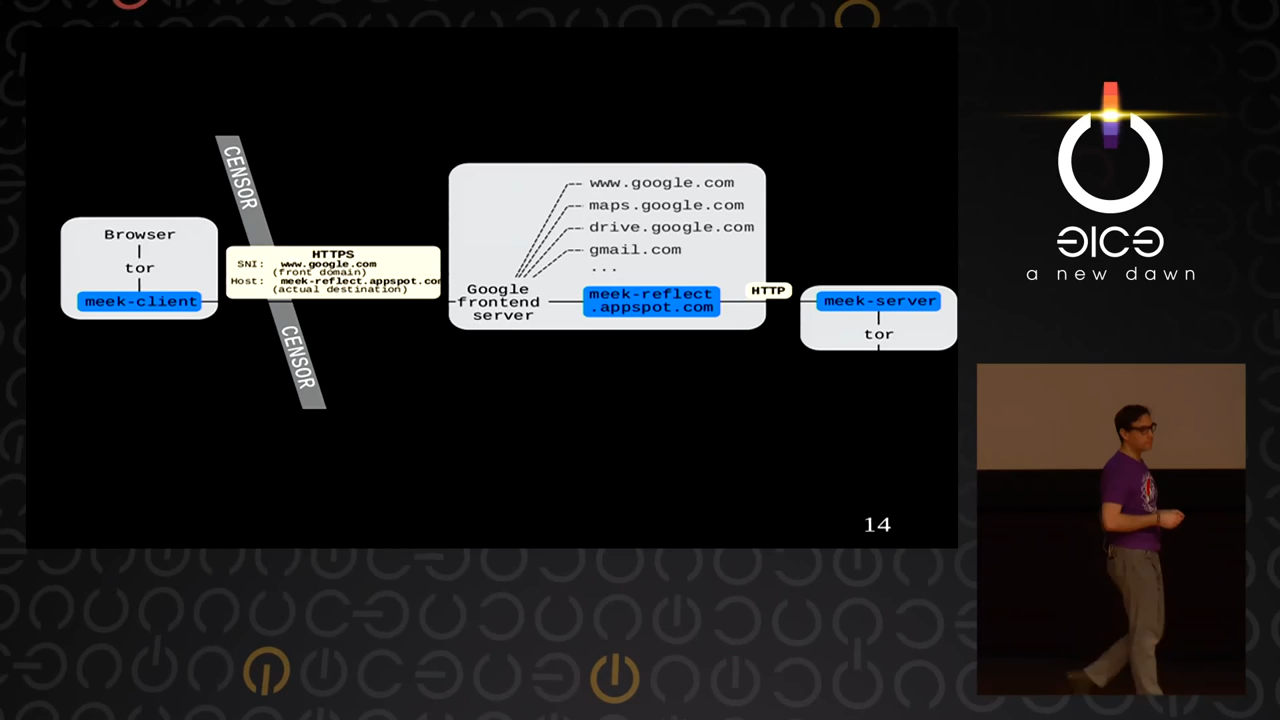 CENSOR
Browser
tor
meek-client
HTTPS
SNI: www.google.com
(front domain)
Host: meek-reflect.appspot.com
(actual destination)
CENSOR
www.google.com
maps.google.com
drive.google.com
gmail.com
...
Google
frontend
server
meek-reflect
.appspot.com
HTTP
meek-server
tor
14
31C3
a new dawn